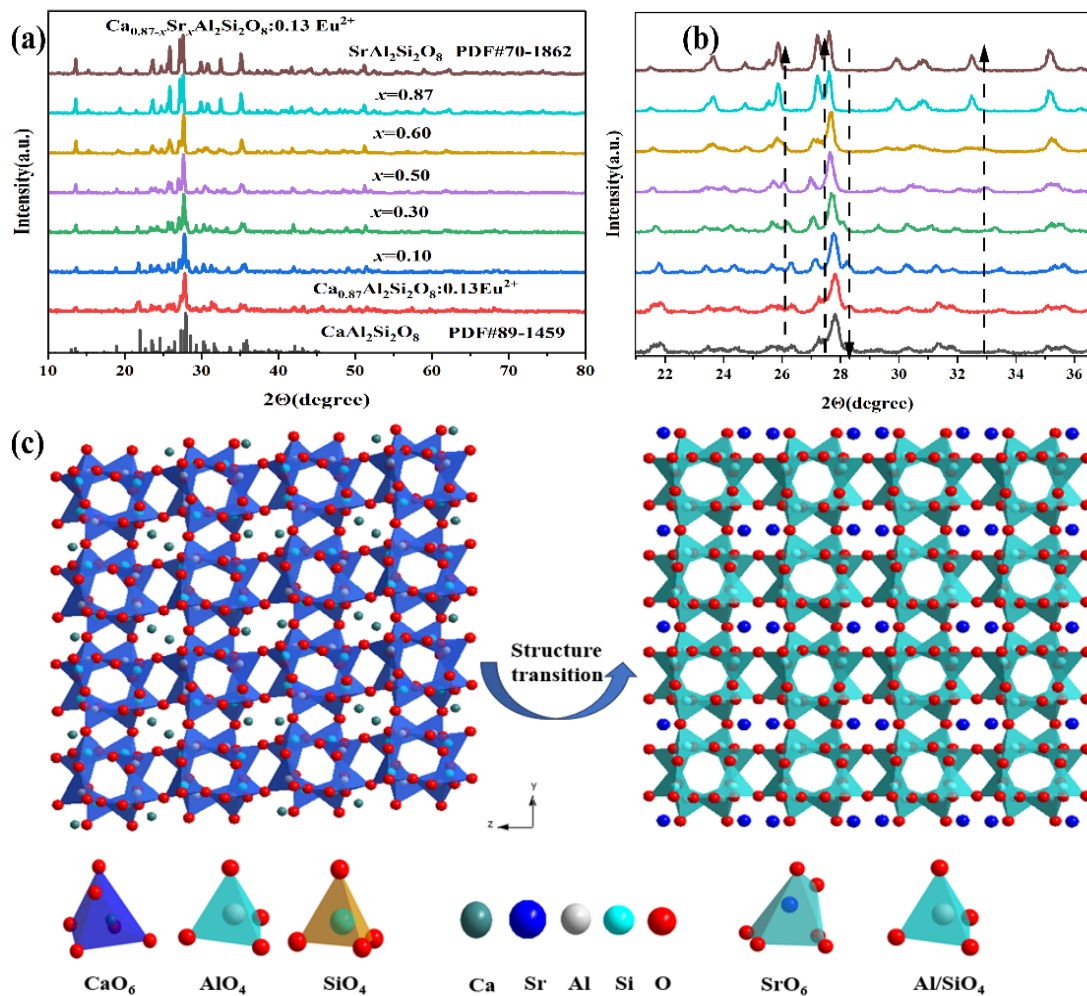 (a)
Ca0.87-xSrxAl2Si2O8:0.13 Eu2+
SrAl2Si2O8 PDF#70-1862
x=0.87
x=0.60
x=0.50
x=0.30
x=0.10
Ca0.87Al2Si2O8:0.13Eu2+
CaAl2Si2O8 PDF#89-1459
Intensity(a.u.)
10 20 30 40 50 60 70 80
2Θ(degree)
(b)
Intensity(a.u.)
22 24 26 28 30 32 34 36
2Θ(degree)
(c)
Structure
transition
y
z
CaO6 AlO4 SiO4 Ca Sr Al Si O SrO6 Al/SiO4